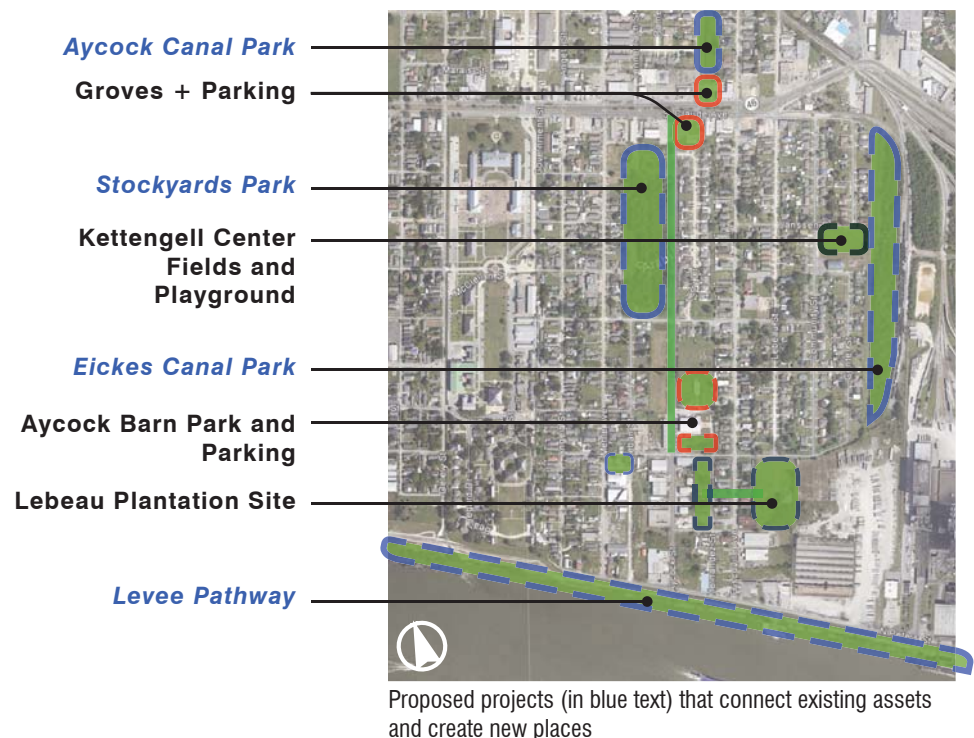 Aycock Canal Park
Groves + Parking
Stockyards Park
Kettengell Center
Fields and
Playground
Eickes Canal Park
Aycock Barn Park and
Parking
Lebeau Plantation Site
Levee Pathway
Proposed projects (in blue text) that connect existing assets
and create new places